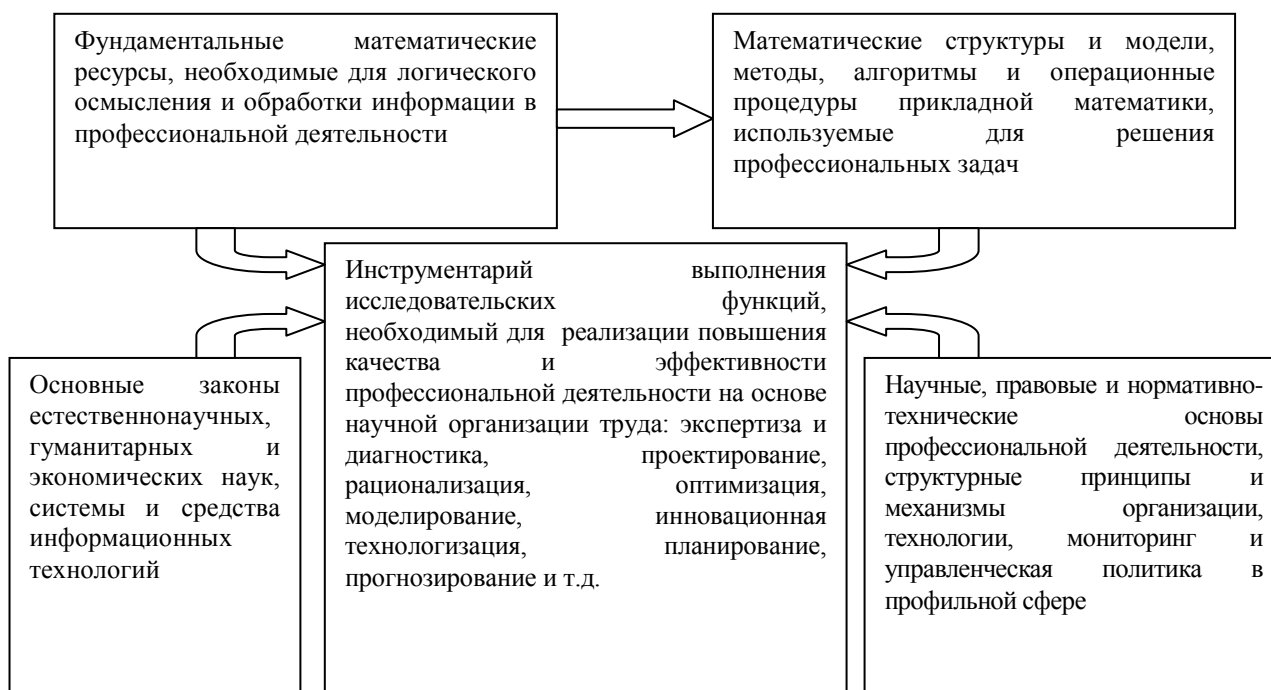 Фундаментальные математические
ресурсы, необходимые для логического
осмысления и обработки информации в
профессиональной деятельности
Математические структуры и модели,
методы, алгоритмы и операционные
процедуры прикладной математики,
используемые для решения
профессиональных задач
Инструментарий выполнения
исследовательских функций,
необходимый для реализации повышения
качества и эффективности
профессиональной деятельности на основе
научной организации труда: экспертиза и
диагностика, проектирование,
рационализация, оптимизация,
моделирование, инновационная
технологизация, планирование,
прогнозирование и т.д.
Основные законы
естественнонаучных,
гуманитарных и
экономических наук,
системы и средства
информационных
технологий
Научные, правовые и нормативно-
технические основы
профессиональной деятельности,
структурные принципы и
механизмы организации,
технологии, мониторинг и
управленческая политика в
профильной сфере